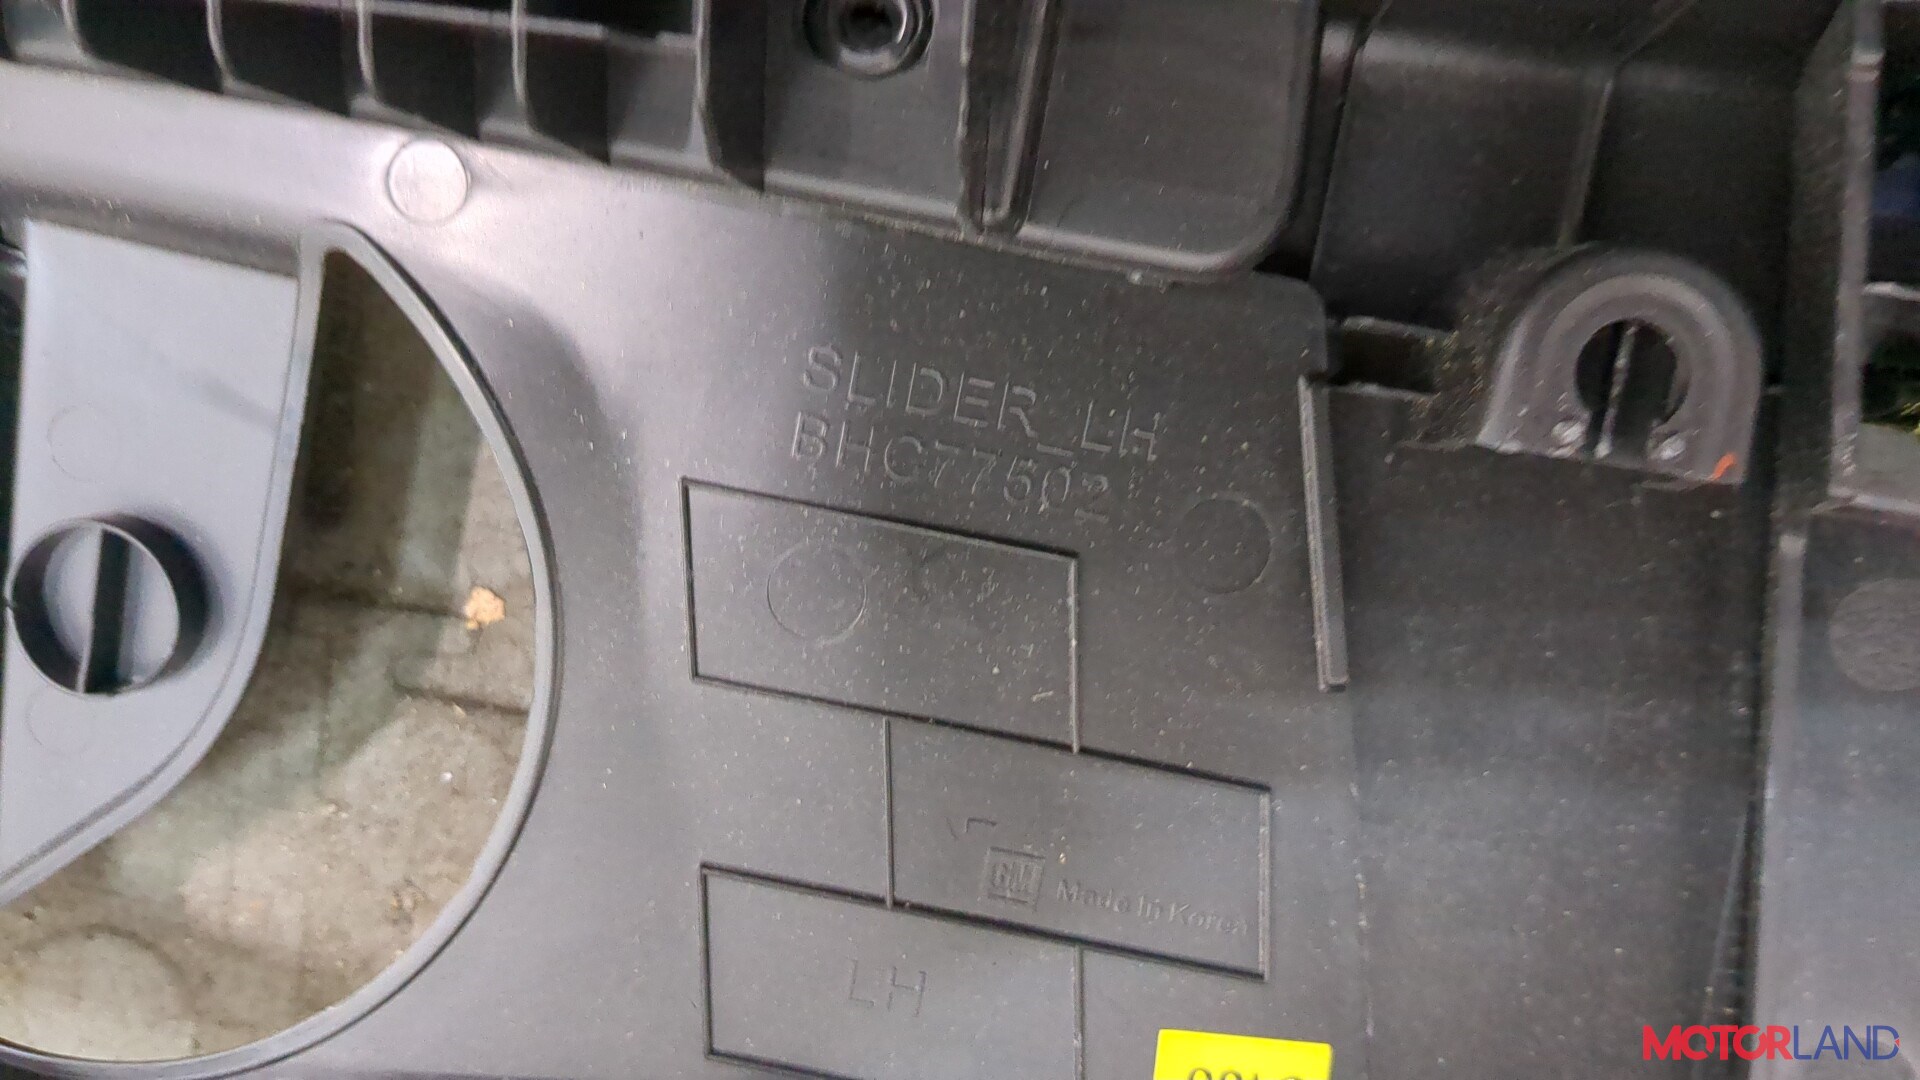 SLIDER_LH
BHC77502
GM Made In Korea
LH
MOTORLAND